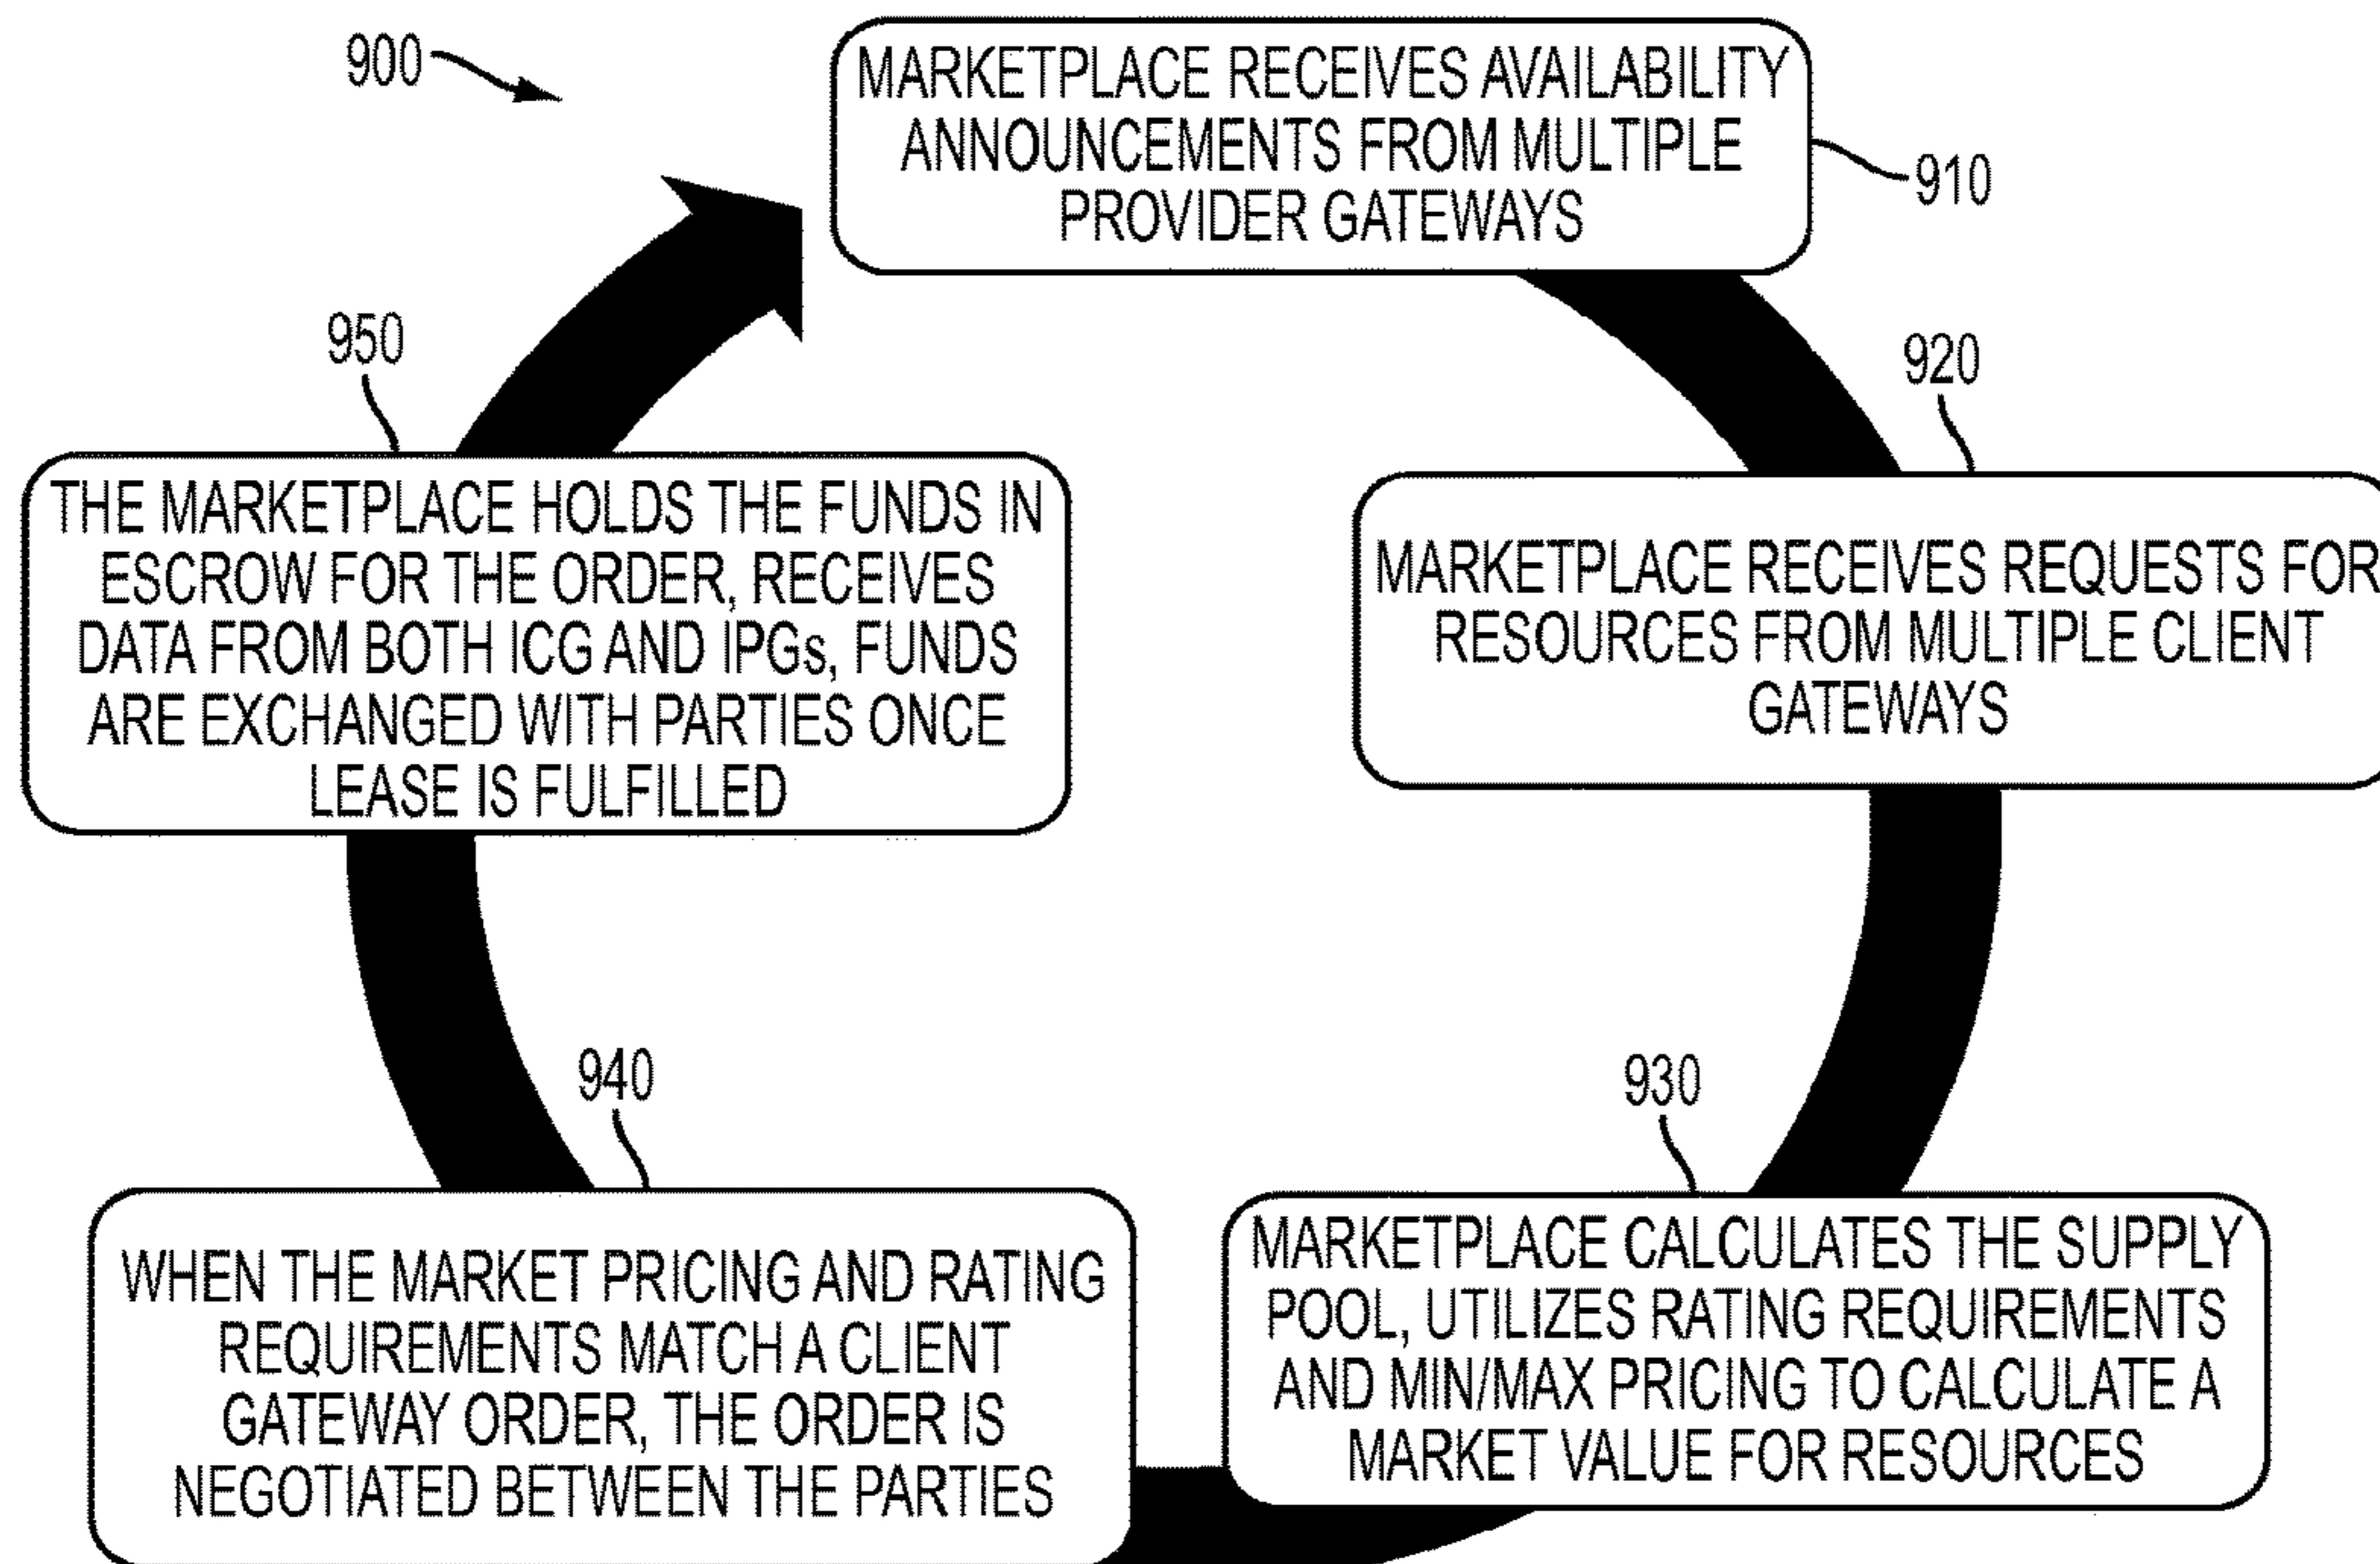 900
MARKETPLACE RECEIVES AVAILABILITY
ANNOUNCEMENTS FROM MULTIPLE
PROVIDER GATEWAYS
910
920
MARKETPLACE RECEIVES REQUESTS FOR
RESOURCES FROM MULTIPLE CLIENT
GATEWAYS
930
MARKETPLACE CALCULATES THE SUPPLY
POOL, UTILIZES RATING REQUIREMENTS
AND MIN/MAX PRICING TO CALCULATE A
MARKET VALUE FOR RESOURCES
940
WHEN THE MARKET PRICING AND RATING
REQUIREMENTS MATCH A CLIENT
GATEWAY ORDER, THE ORDER IS
NEGOTIATED BETWEEN THE PARTIES
950
THE MARKETPLACE HOLDS THE FUNDS IN
ESCROW FOR THE ORDER, RECEIVES
DATA FROM BOTH ICG AND IPGs, FUNDS
ARE EXCHANGED WITH PARTIES ONCE
LEASE IS FULFILLED